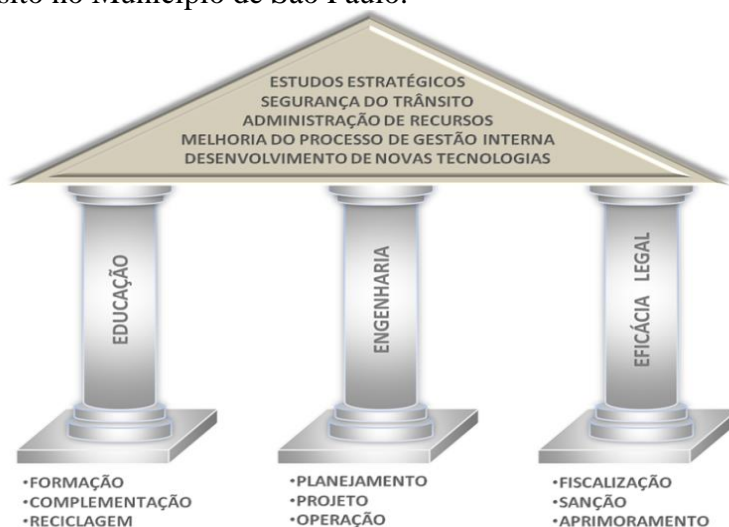 sito no Município de São Paulo.
ESTUDOS ESTRATÉGICOS
SEGURANÇA DO TRÂNSITO
ADMINISTRAÇÃO DE RECURSOS
MELHORIA DO PROCESSO DE GESTÃO INTERNA
DESENVOLVIMENTO DE NOVAS TECNOLOGIAS
EDUCAÇÃO
ENGENHARIA
EFICÁCIA LEGAL
•FORMAÇÃO
•COMPLEMENTAÇÃO
•RECICLAGEM
•PLANEJAMENTO
•PROJETO
•OPERAÇÃO
•FISCALIZAÇÃO
•SANÇÃO
•APRIMORAMENTO